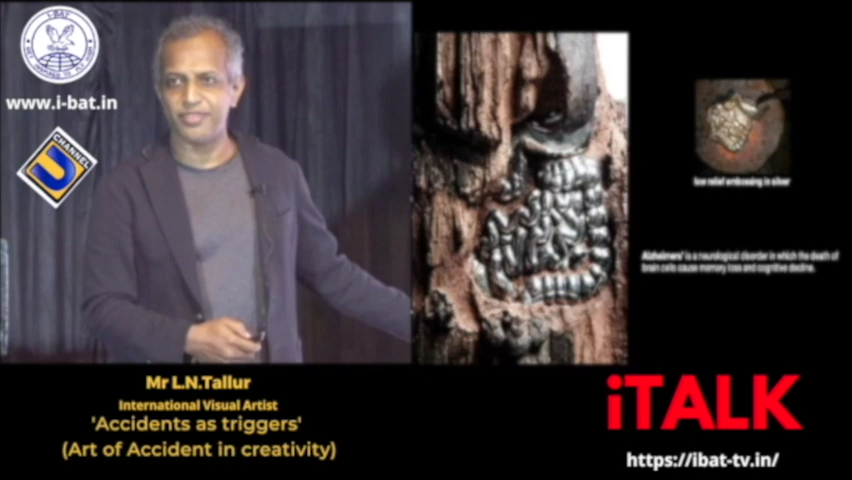 I-BAT
www.i-bat.in
CHANNEL
U
low relief embossing in silver
Alzheimers' is a neurological disorder in which the death of
brain cells cause memory loss and cognitive decline.
Mr L.N.Tallur
International Visual Artist
'Accidents as triggers'
(Art of Accident in creativity)
iTALK
https://ibat-tv.in/